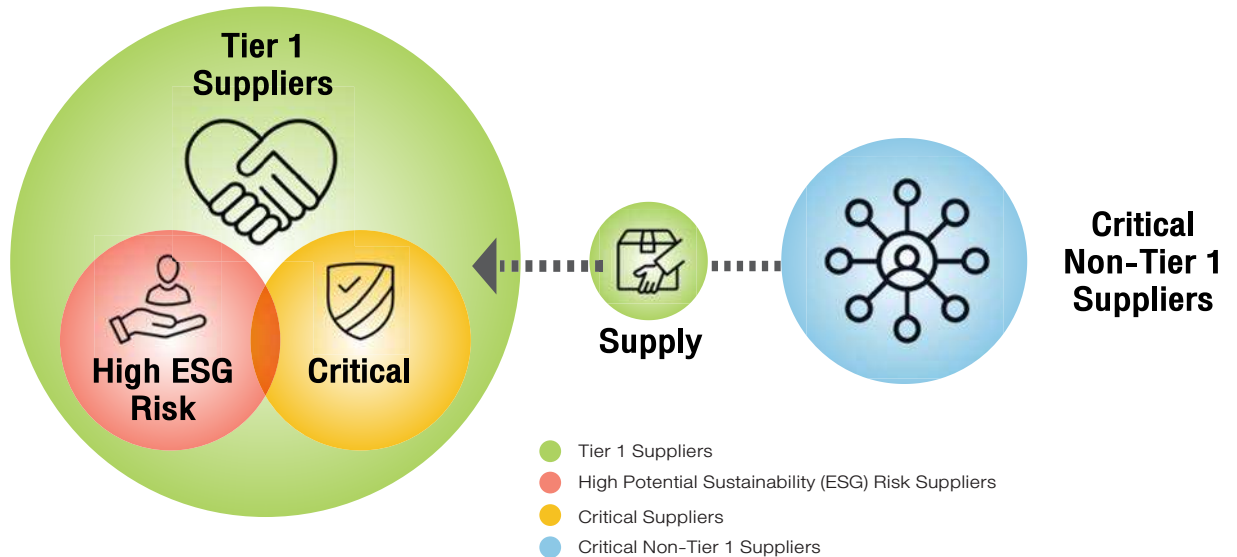 Tier 1
Suppliers
High ESG
Risk
Critical
Supply
Critical
Non-Tier 1
Suppliers
Tier 1 Suppliers
High Potential Sustainability (ESG) Risk Suppliers
Critical Suppliers
Critical Non-Tier 1 Suppliers